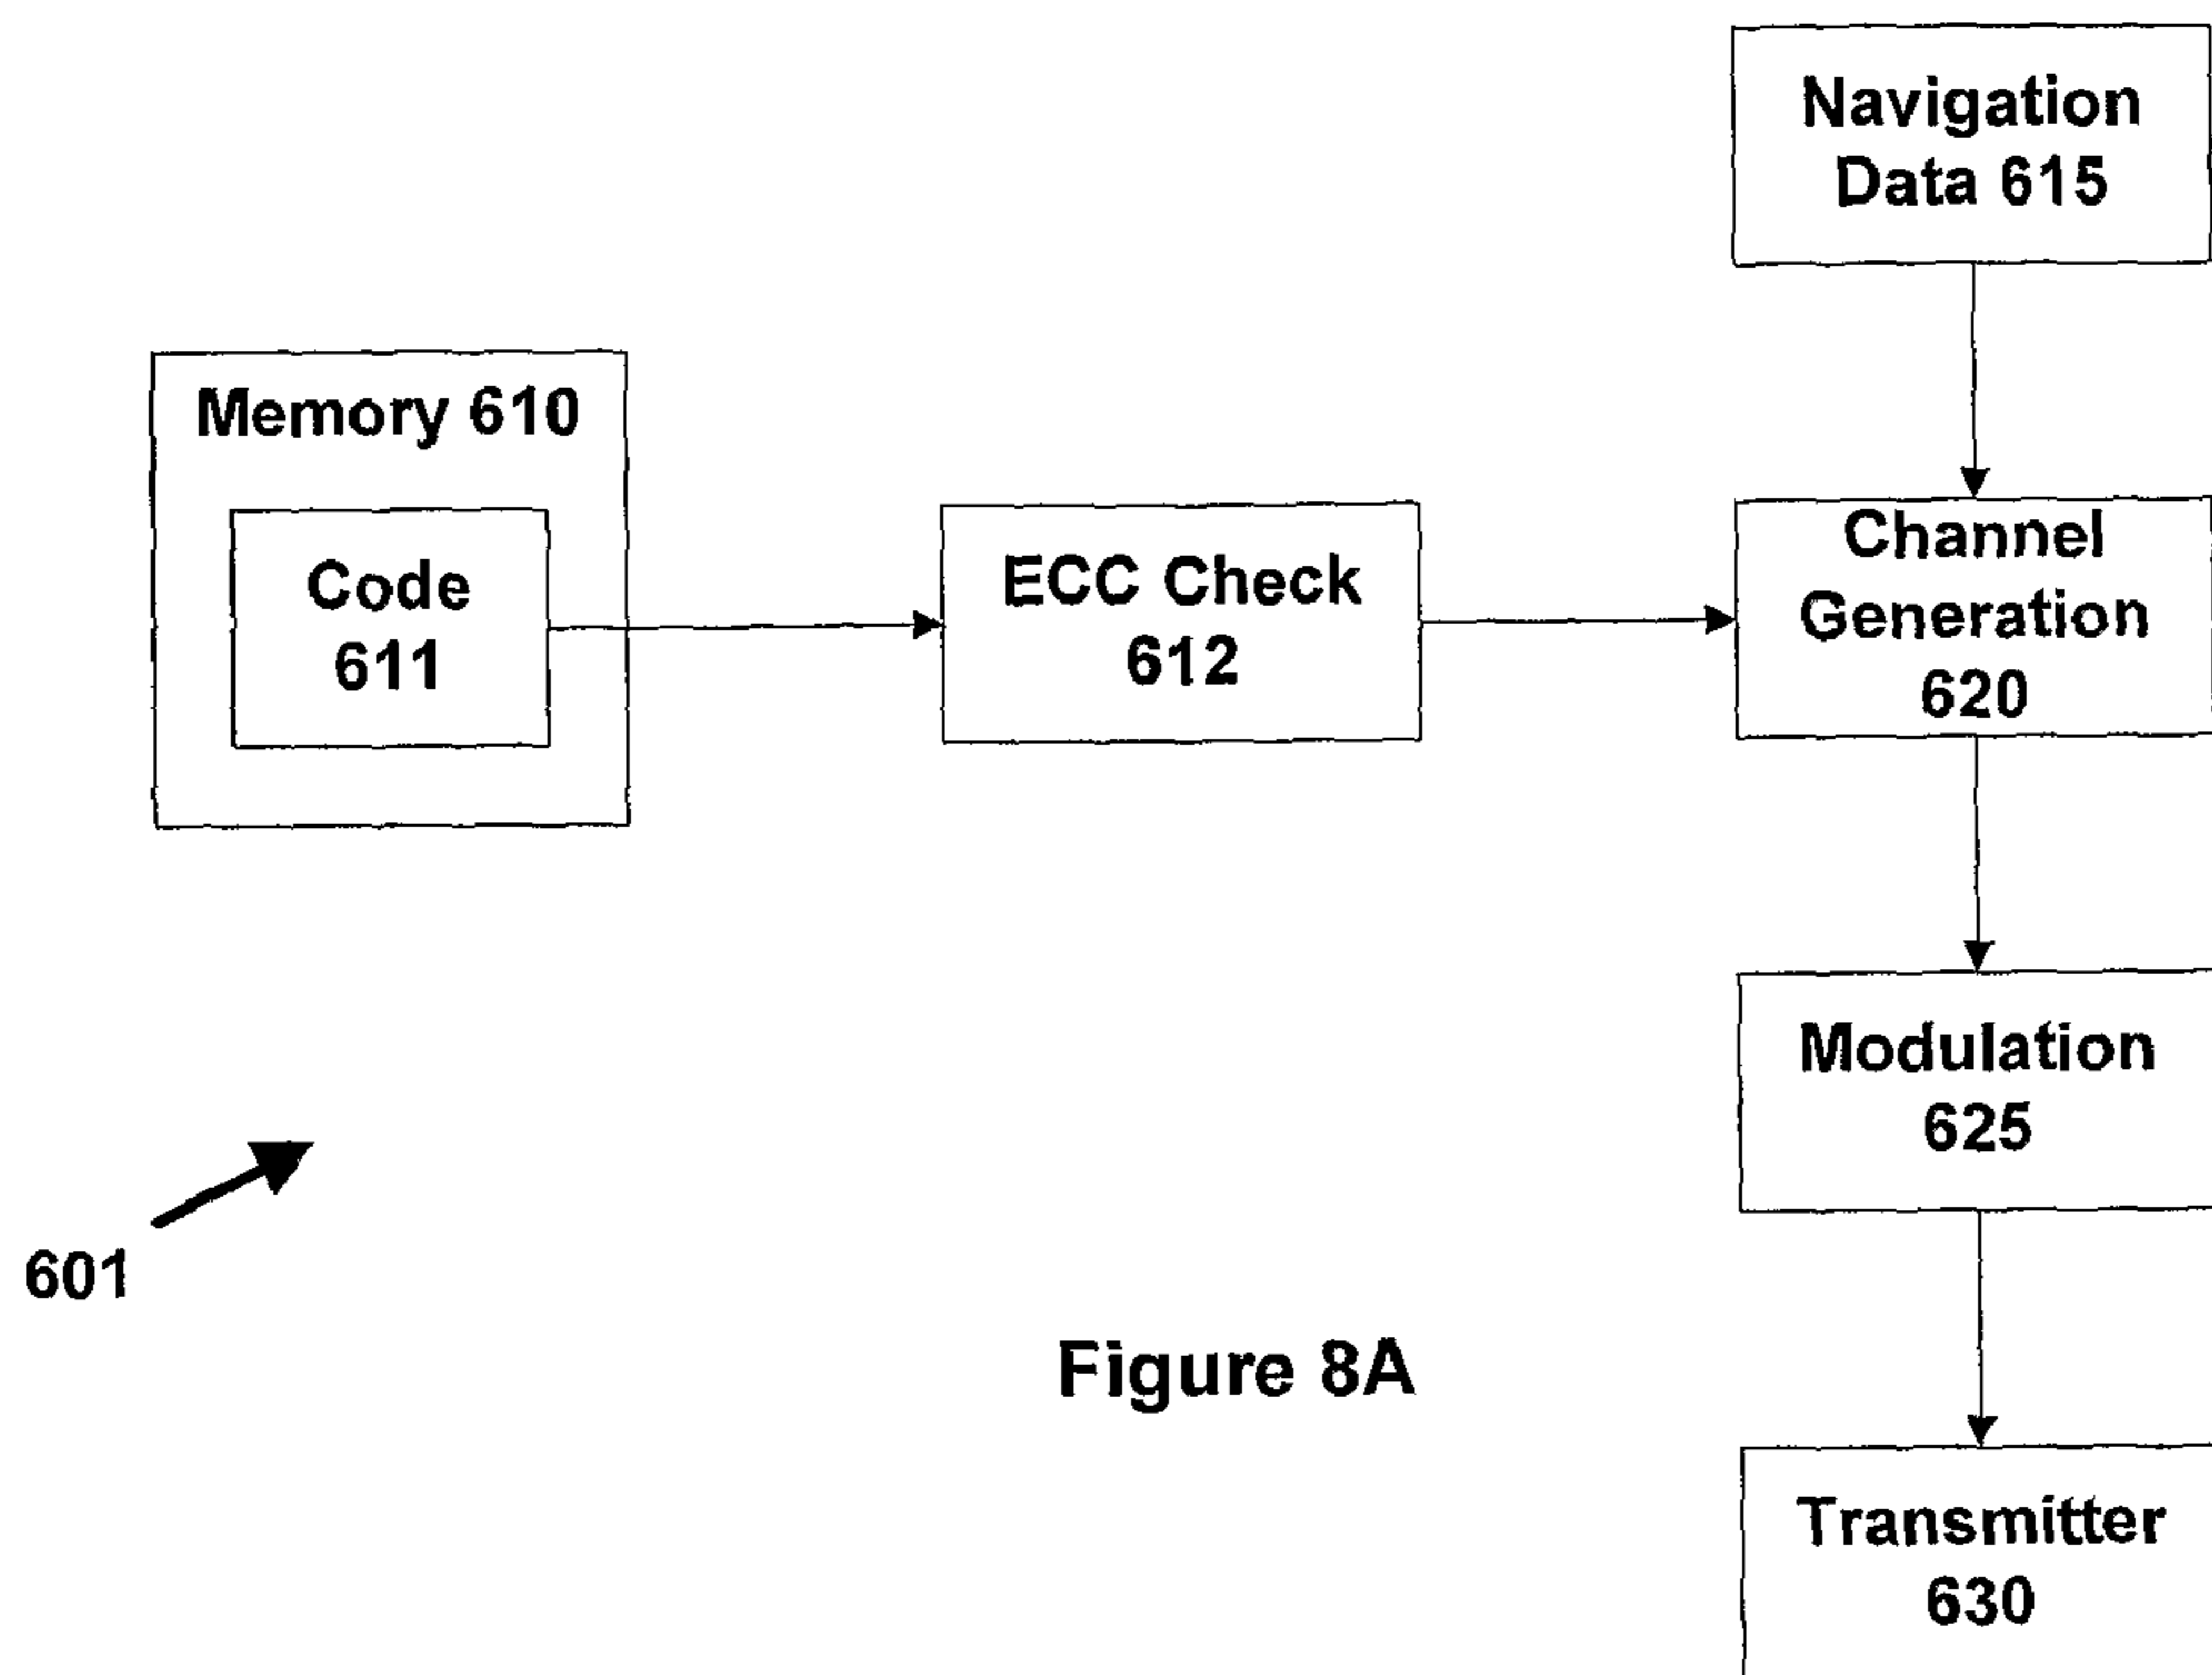 Navigation
Data 615
Memory 610
Code
611
ECC Check
612
Channel
Generation
620
Modulation
625
601
Figure 8A
Transmitter
630